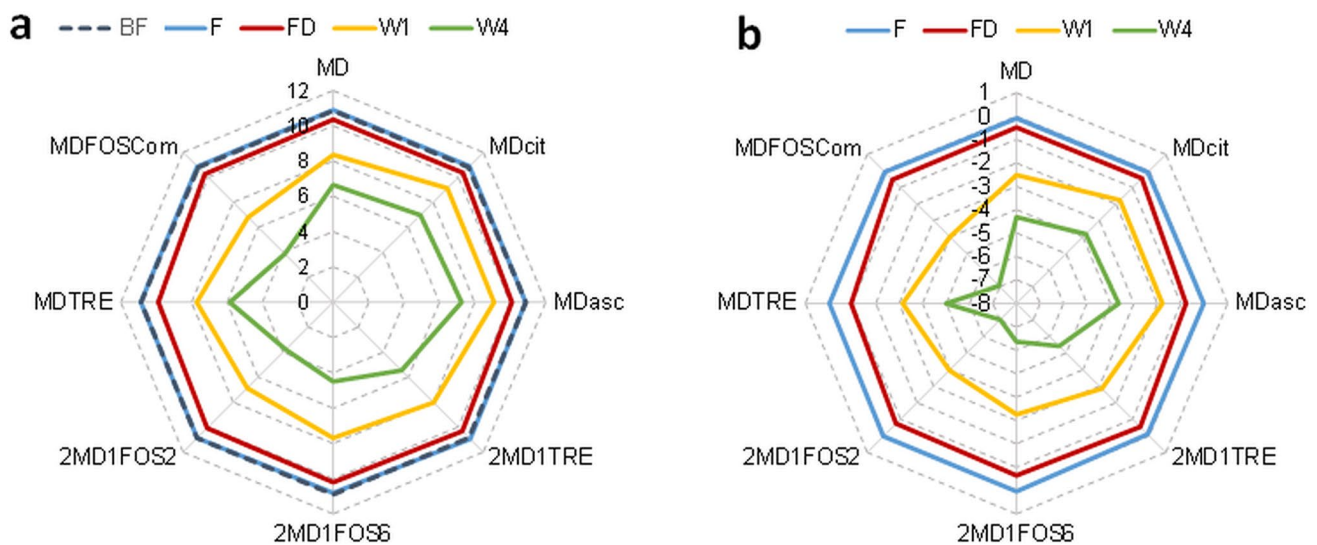 a
BF F FD W1 W4
MD
12
10
8
6
4
2
0
MDcit
MDasc
2MD1TRE
2MD1FOS6
2MD1FOS2
MDTRE
MDFOSCom
b
F FD W1 W4
MD
1
0
-1
-2
-3
-4
-5
-6
-7
-8
MDcit
MDasc
2MD1TRE
2MD1FOS6
2MD1FOS2
MDTRE
MDFOSCom